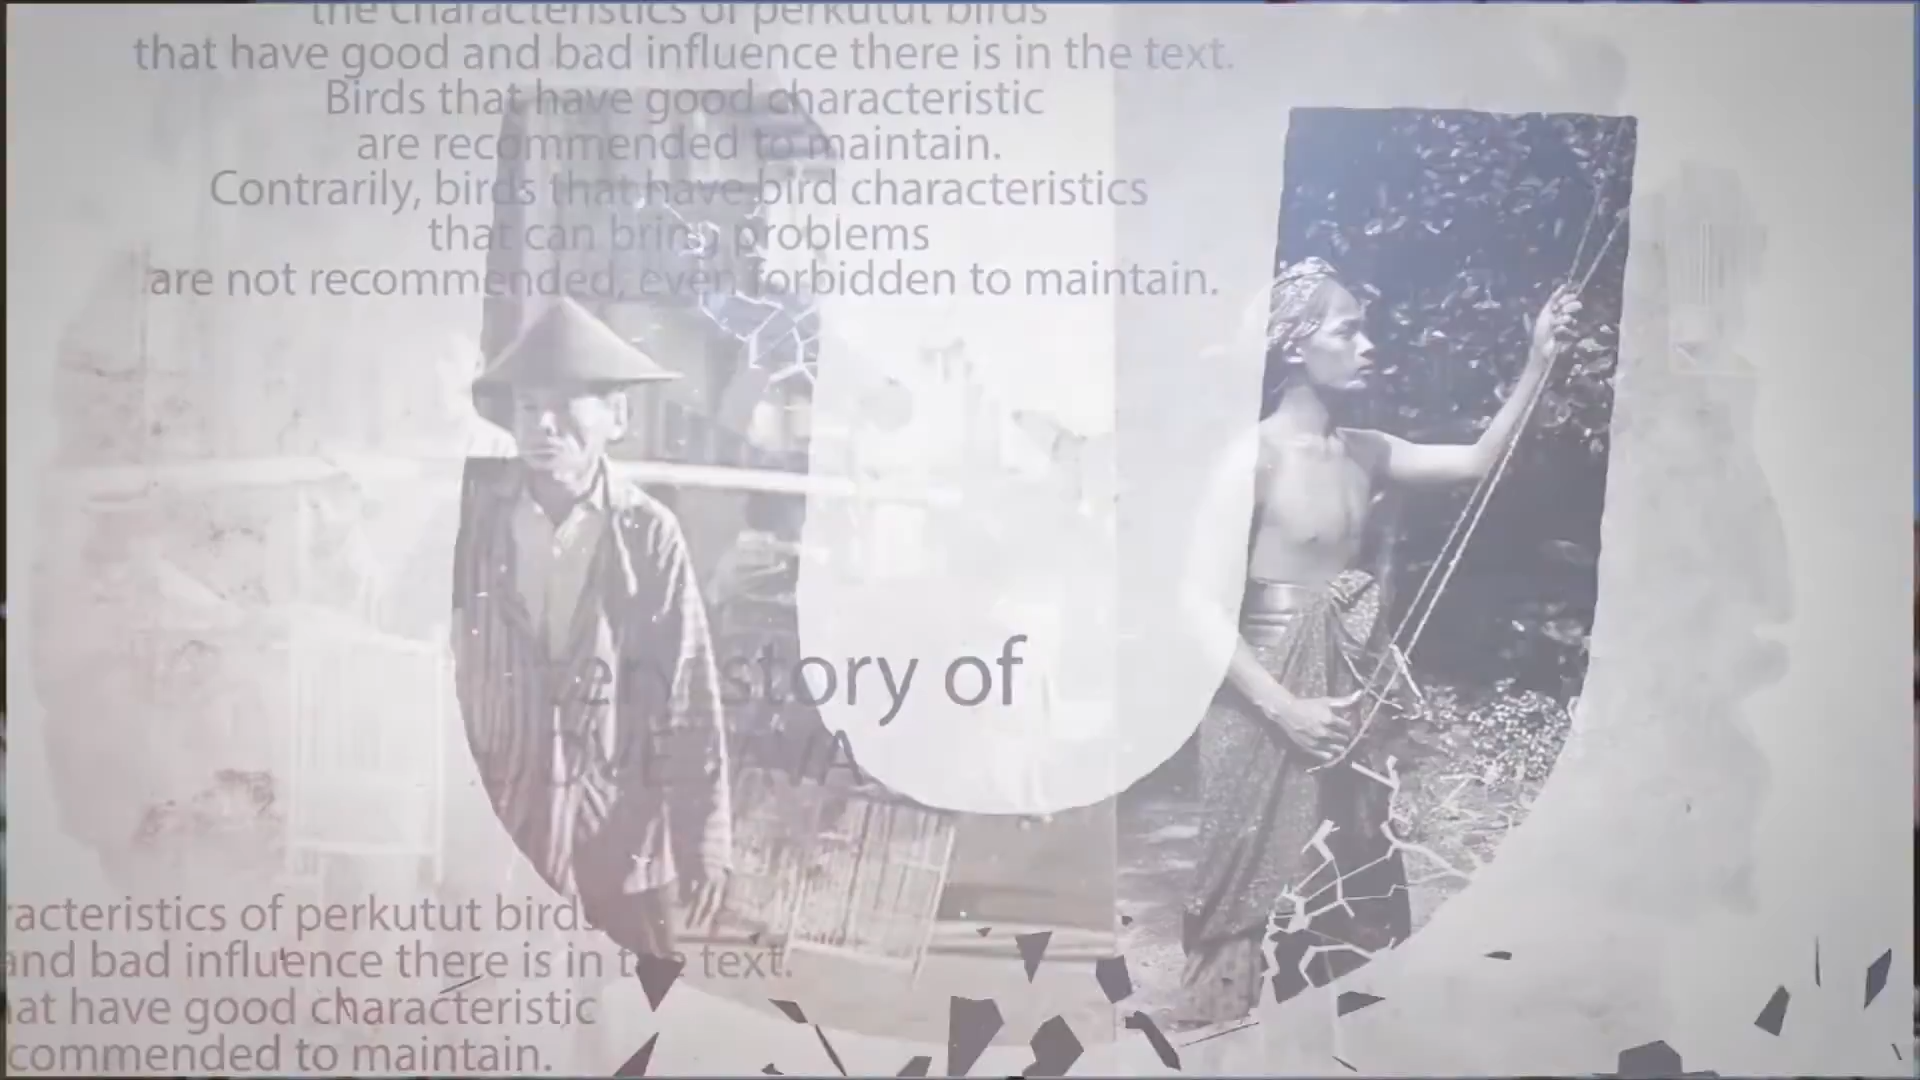 the characteristics of perkutut birds
that have good and bad influence there is in the text.
Birds that have good characteristic
are recommended to maintain.
Contrarily, birds that have bird characteristics
that can bring problems
are not recommended, even forbidden to maintain.
story of
racteristics of perkutut birds
and bad influence there is in text.
at have good characteristic
commended to maintain.